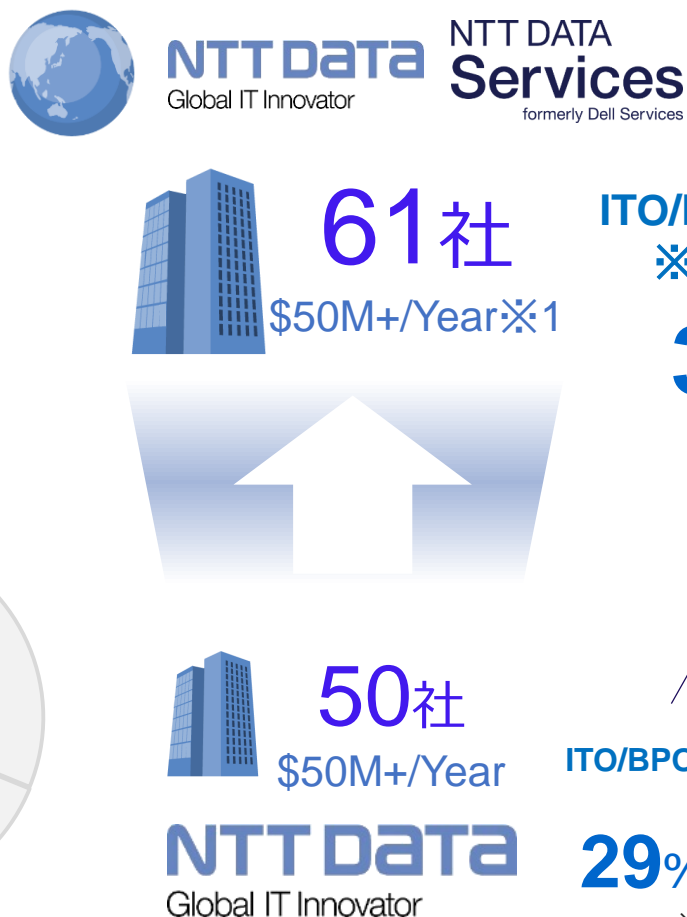 NTT DATA
Global IT Innovator
NTT DATA
Services
formerly Dell Services
61社
$50M+/Year※1
ITO/
※
50社
$50M+/Year
ITO/BPO
29%
NTT DATA
Global IT Innovator